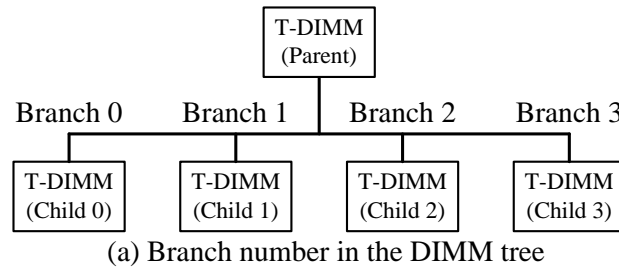 T-DIMM
(Parent)
Branch 0 Branch 1 Branch 2 Branch 3
T-DIMM T-DIMM T-DIMM T-DIMM
(Child 0) (Child 1) (Child 2) (Child 3)
(a) Branch number in the DIMM tree